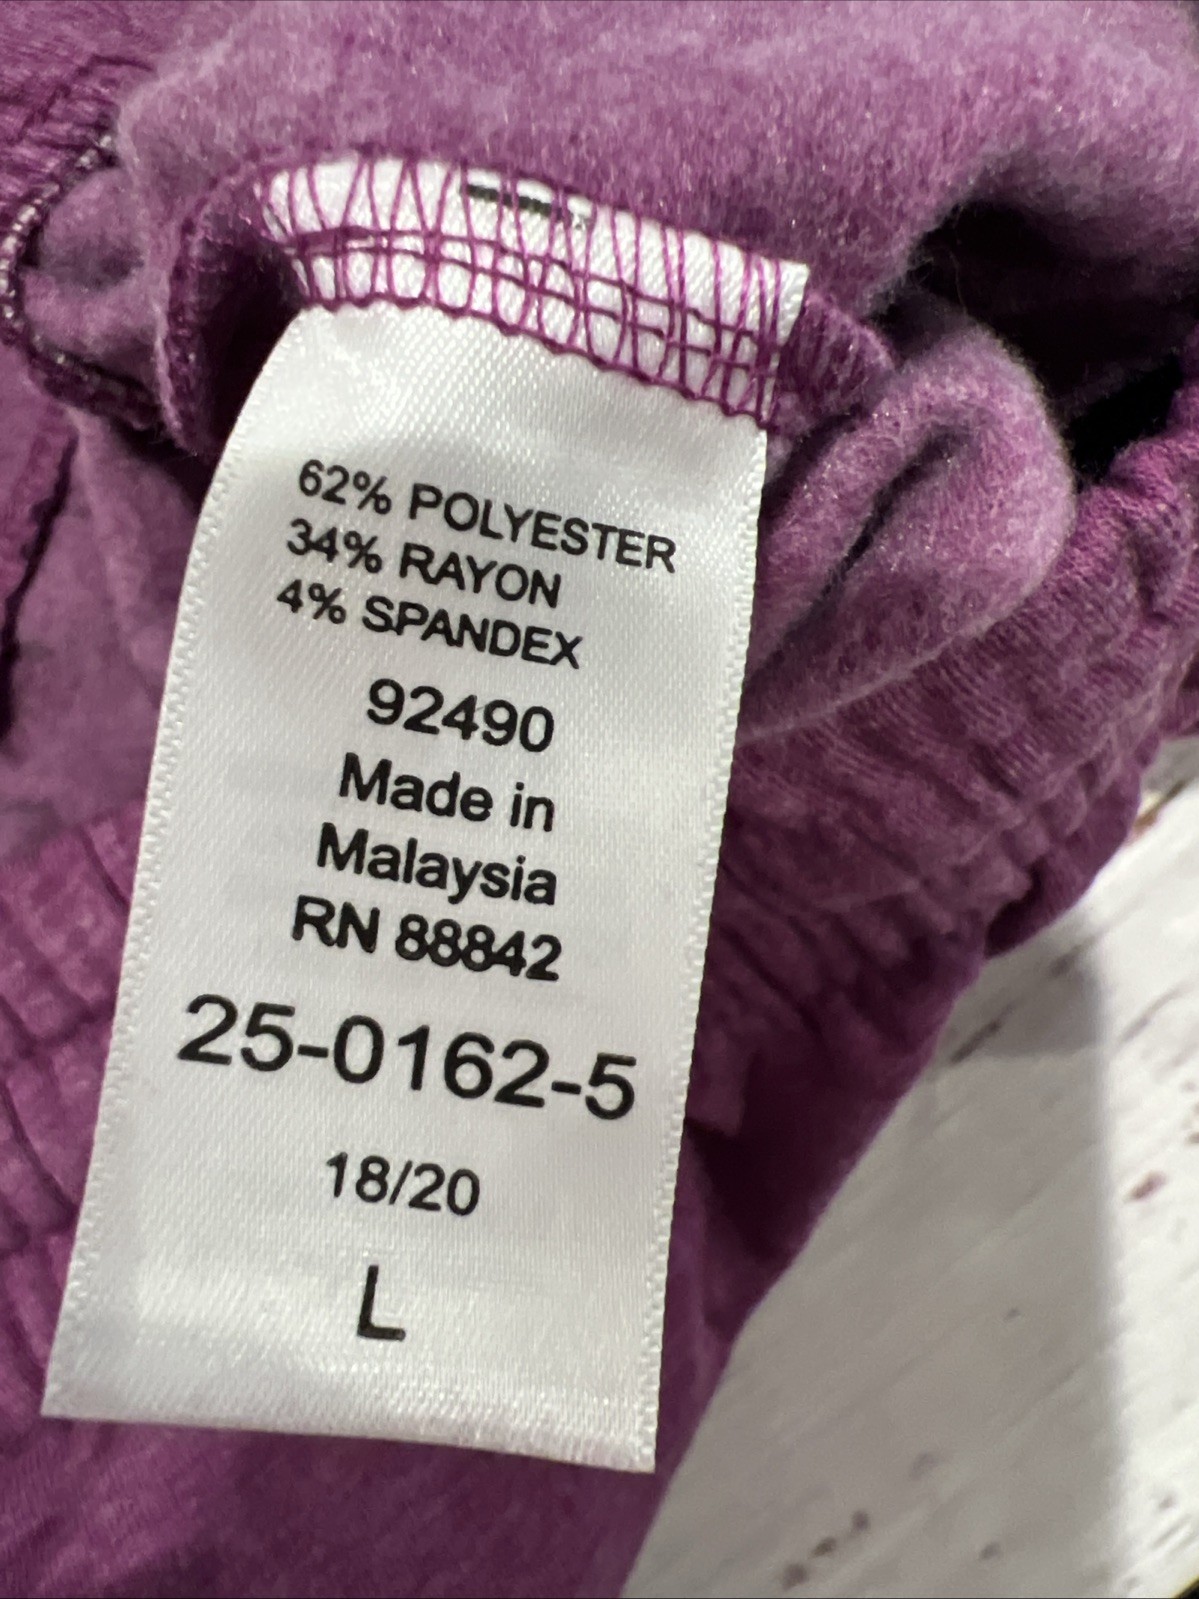 62% POLYESTER
34% RAYON
4% SPANDEX
92490
Made in
Malaysia
RN 88842
25-0162-5
18/20
L